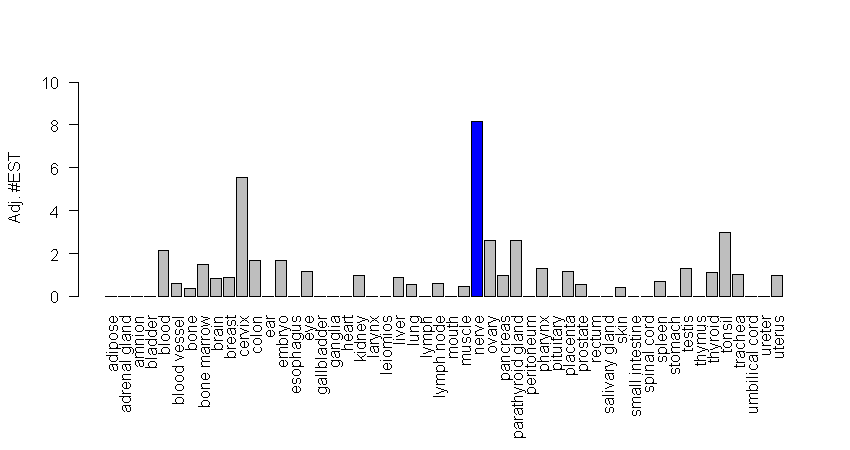 Adj. #EST
10
8
6
4
2
0
adipose
adrenal gland
amnion
bladder
blood
blood vessel
bone
bone marrow
brain
breast
cervix
colon
ear
embryo
esophagus
eye
gallbladder
ganglia
heart
kidney
larynx
leiomios
liver
lung
lymph
lymph node
mouth
muscle
nerve
ovary
pancreas
parathyroid gland
peritoneum
pharynx
pituitary
placenta
prostate
rectum
salivary gland
skin
small intestine
spinal cord
spleen
stomach
testis
thymus
thyroid
tonsil
trachea
umbilical cord
ureter
uterus